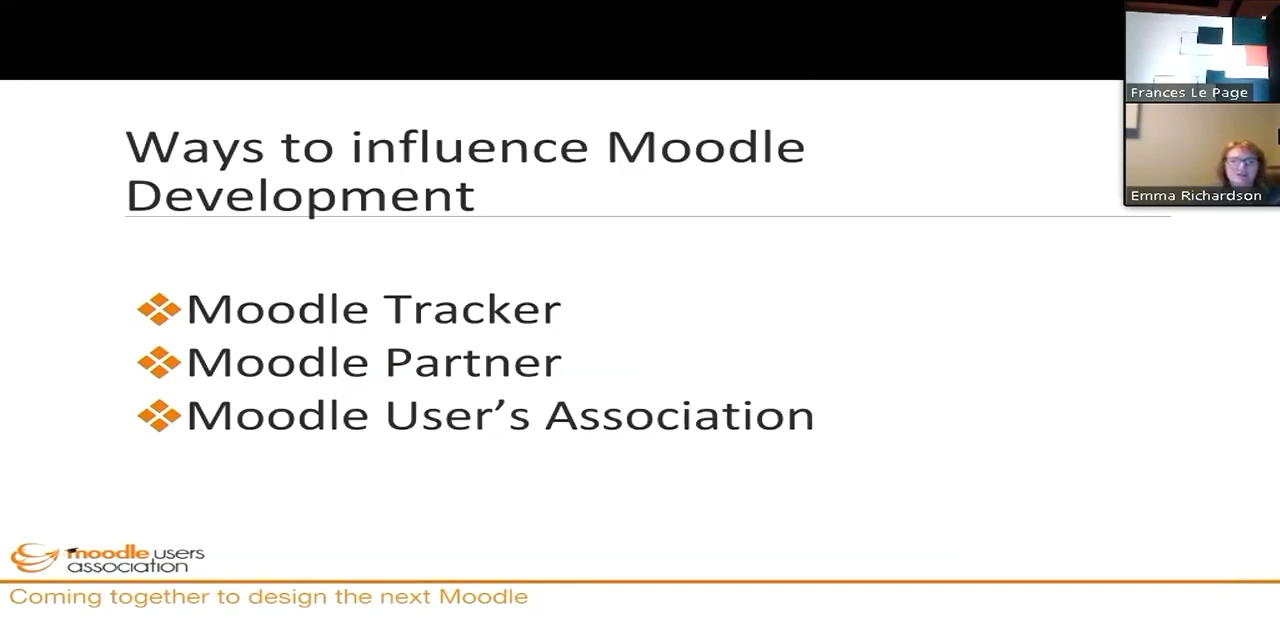 Frances Le Page
Emma Richardson
Ways to influence Moodle
Development
Moodle Tracker
Moodle Partner
Moodle User’s Association
moodle users
association
Coming together to design the next Moodle